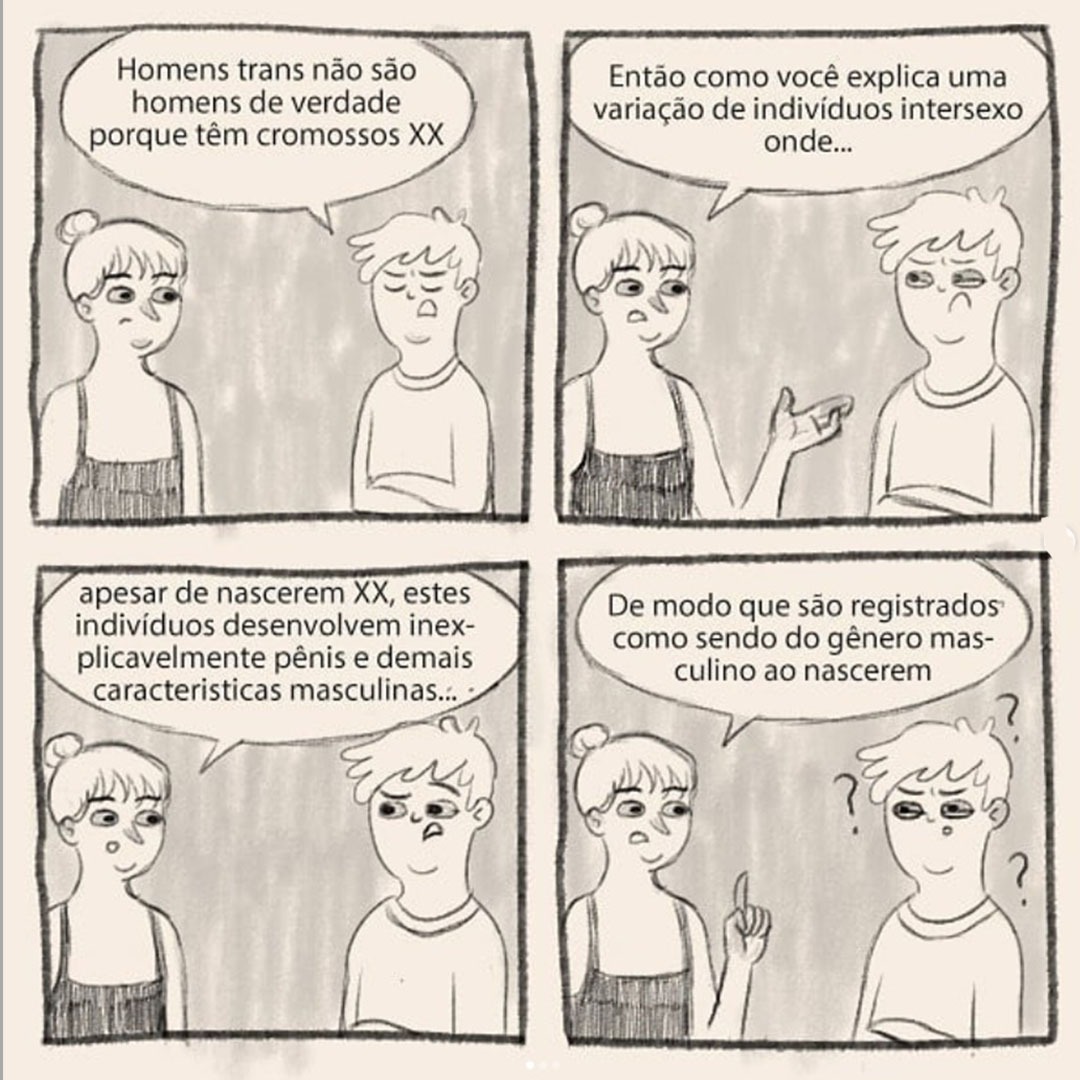 Homens trans não são
homens de verdade
porque têm cromossos XX
Então como você explica uma
variação de indivíduos intersexo
onde...
apesar de nascerem XX, estes
indivíduos desenvolvem inex-
plicavelmente pênis e demais
caracteristicas masculinas...
De modo que são registrados
como sendo do gênero mas-
culino ao nascerem
?
?
?